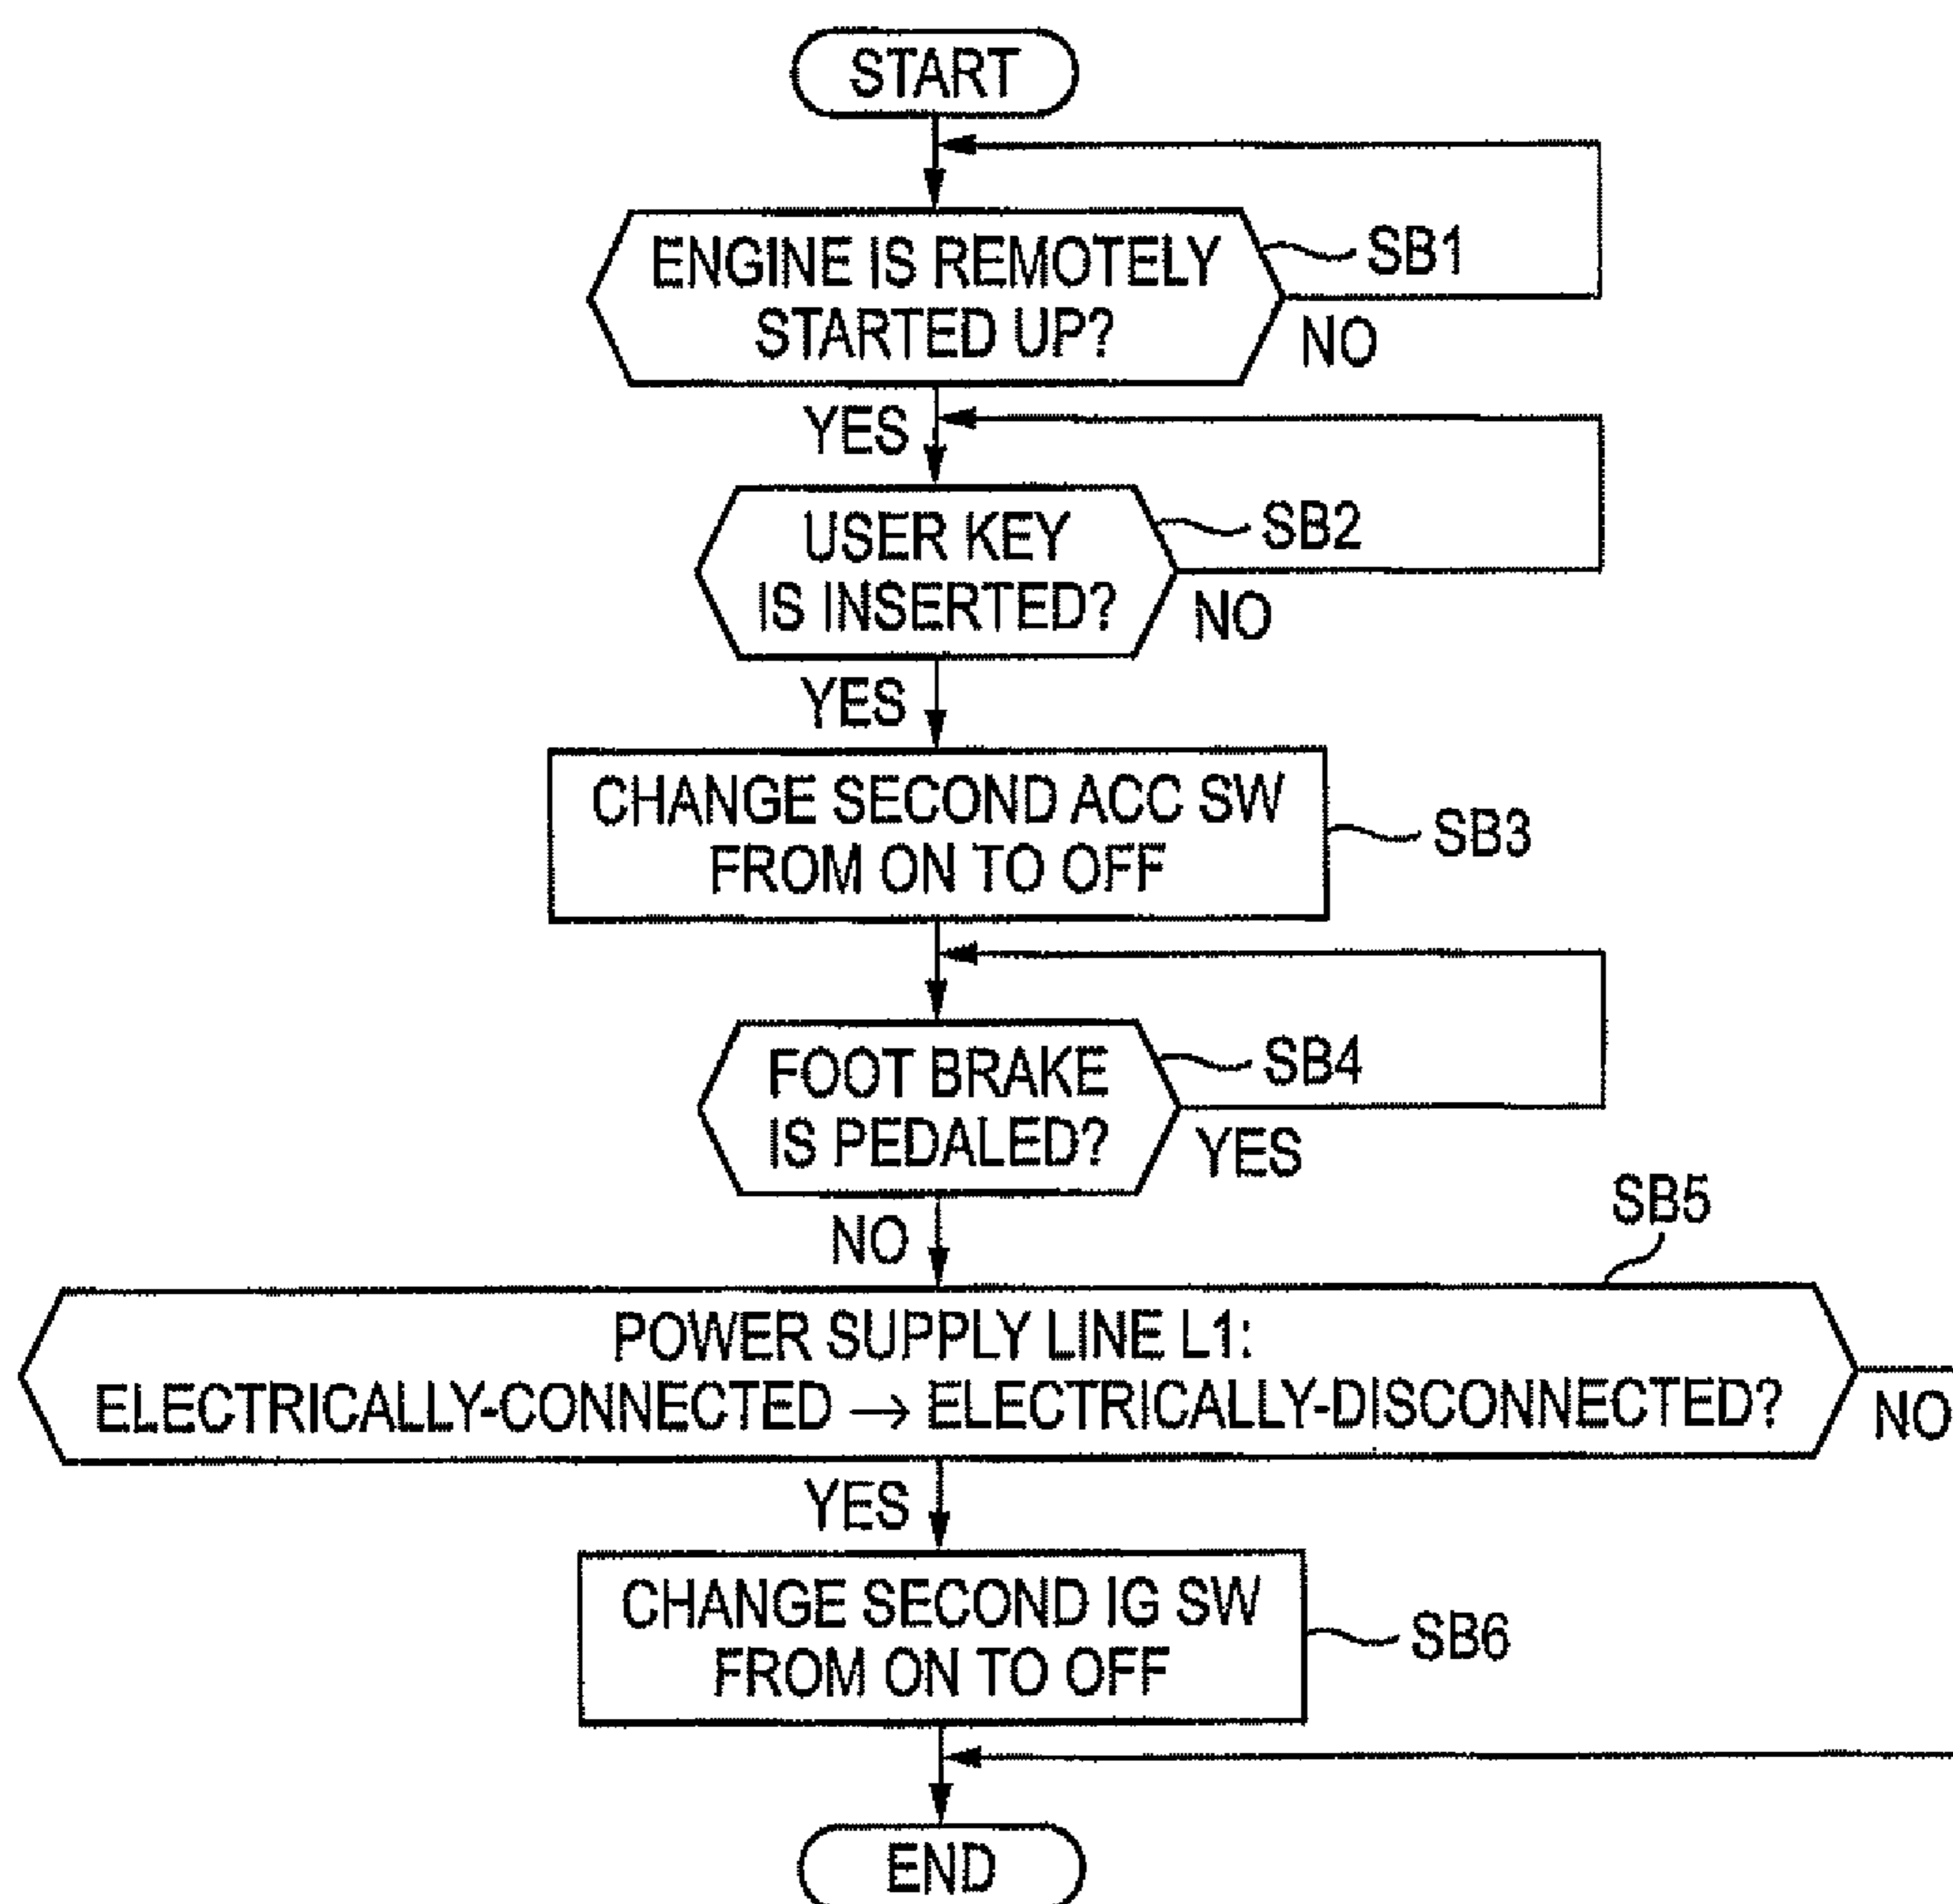 START
ENGINE IS REMOTELY
STARTED UP?
SB1
NO
YES
USER KEY
IS INSERTED?
SB2
NO
YES
CHANGE SECOND ACC SW
FROM ON TO OFF
SB3
FOOT BRAKE
IS PEDALED?
SB4
YES
NO
SB5
POWER SUPPLY LINE L1:
ELECTRICALLY-CONNECTED → ELECTRICALLY-DISCONNECTED?
NO
YES
CHANGE SECOND IG SW
FROM ON TO OFF
SB6
END